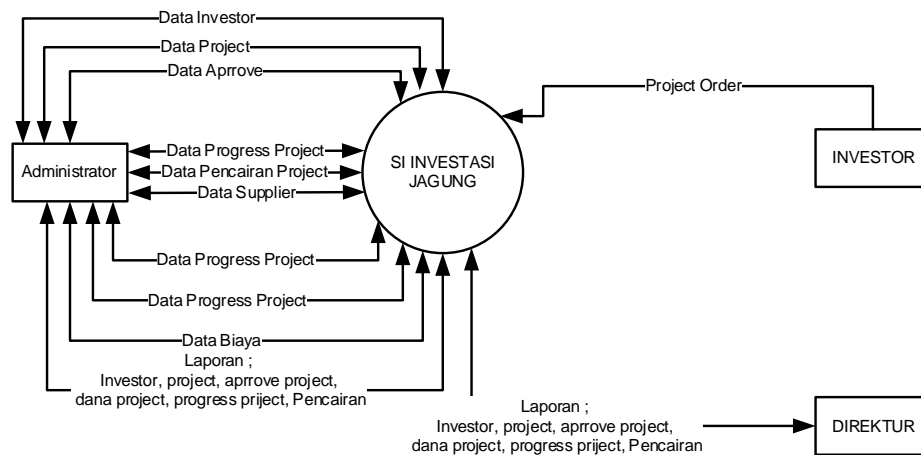 Data Investor
Data Project
Data Aprrove
Project Order
Data Progress Project
Data Pencairan Project
Data Supplier
Administrator
SI INVESTASI
JAGUNG
INVESTOR
Data Progress Project
Data Progress Project
Data Biaya
Laporan ;
Investor, project, aprrove project,
dana project, progress priject, Pencairan
Laporan ;
Investor, project, aprrove project,
dana project, progress priject, Pencairan
DIREKTUR